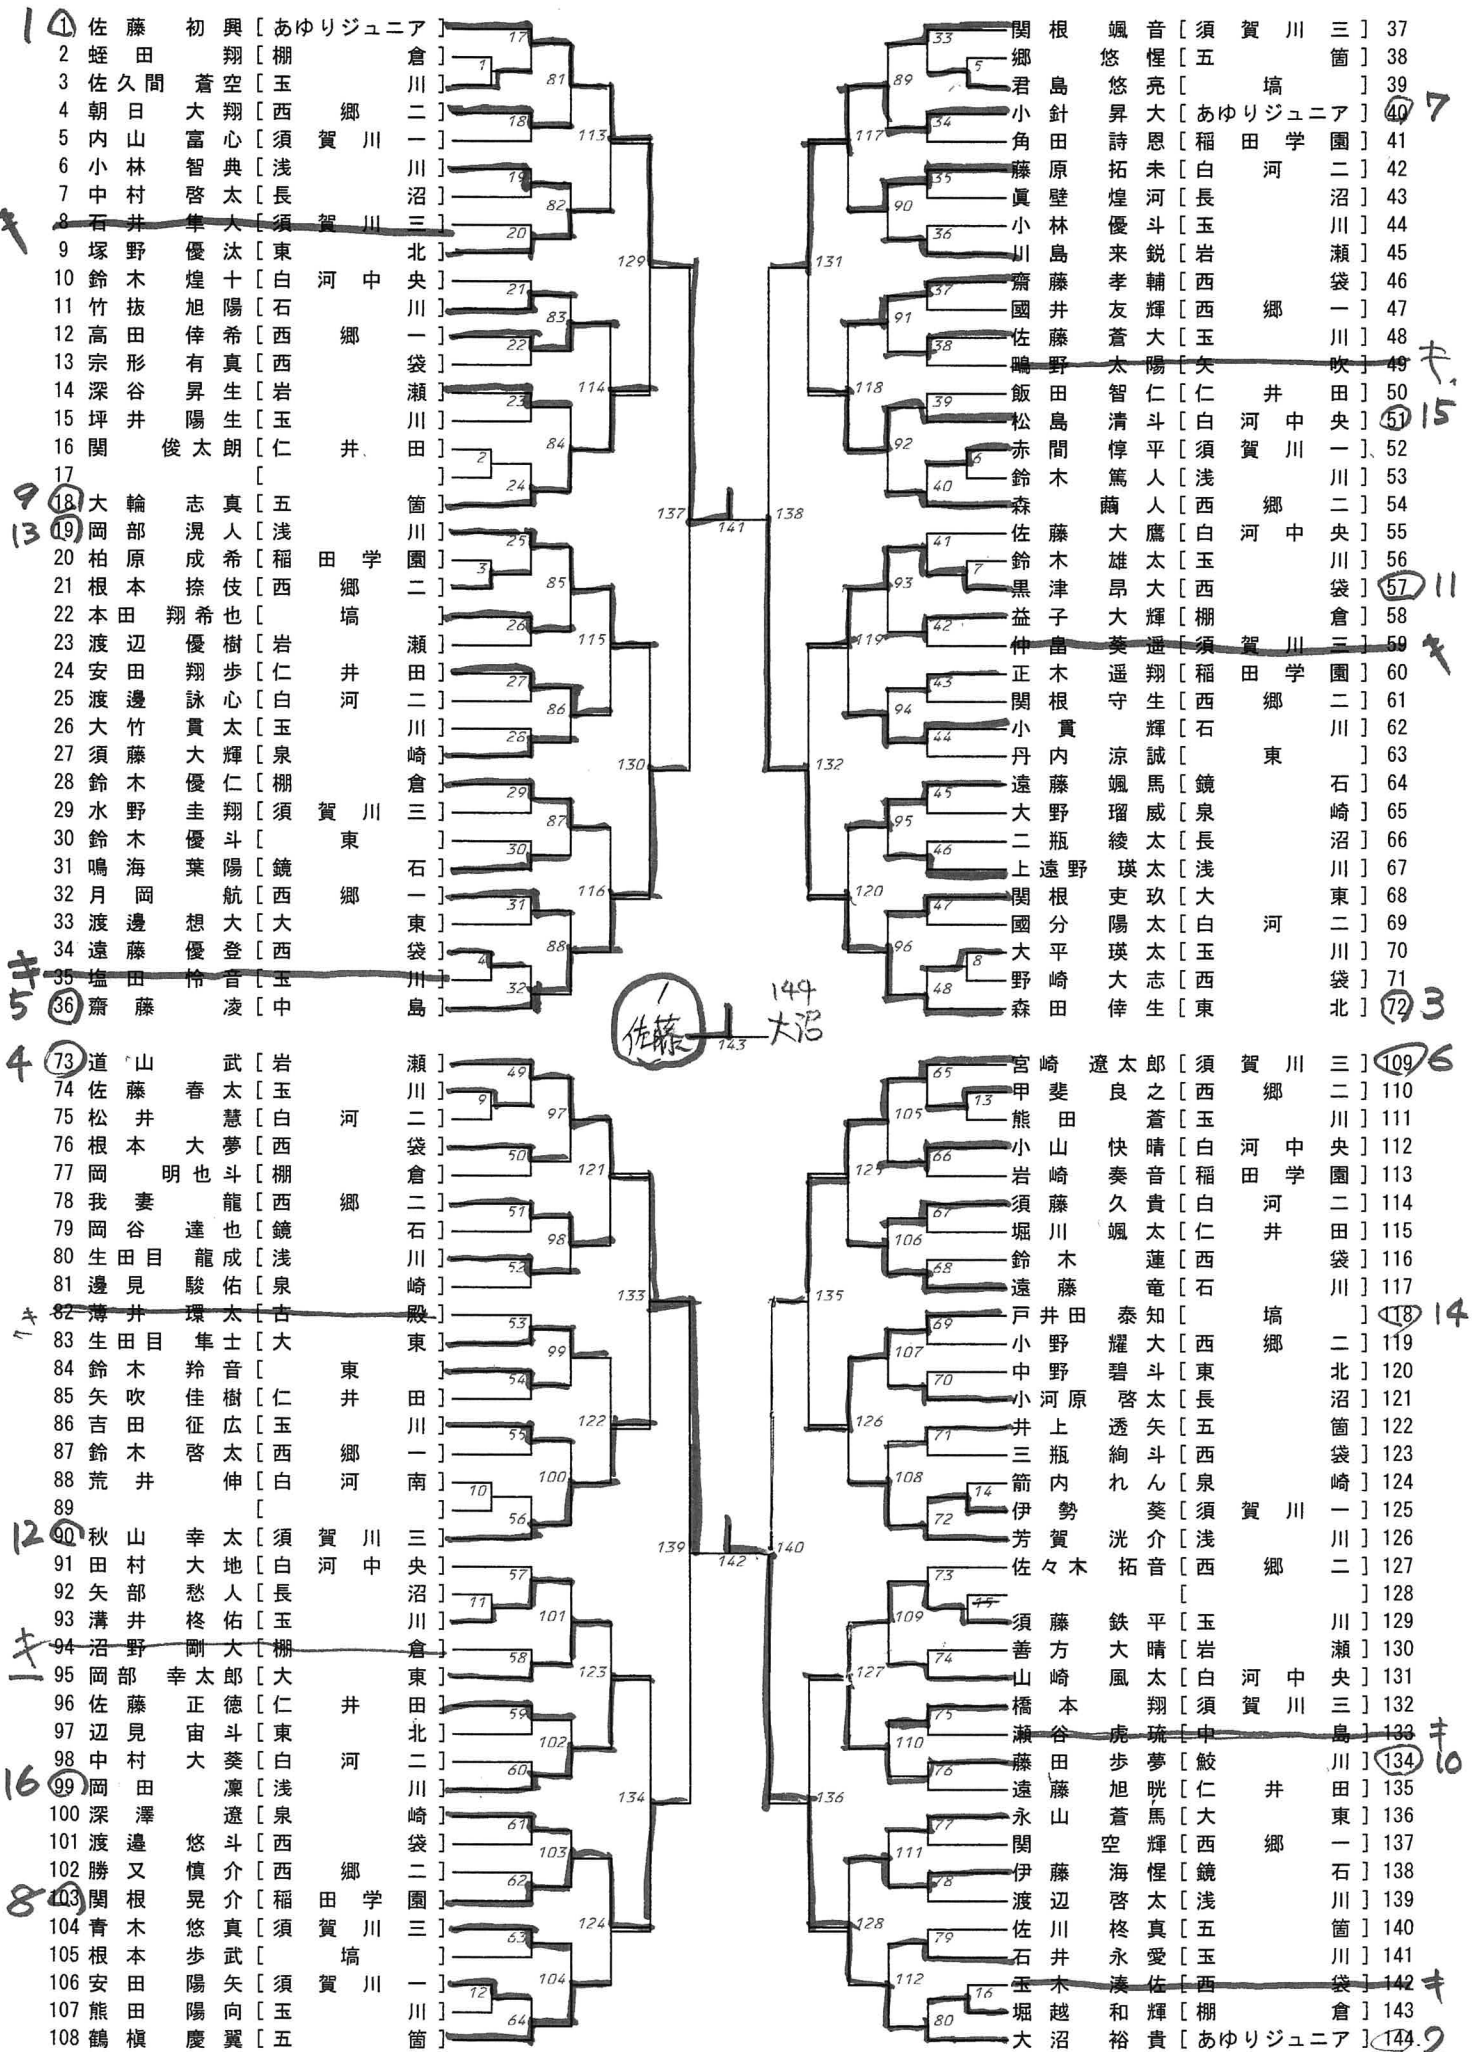 1 ① 佐藤 初興 [あゆりジュニア]
2 蛭田 翔 [棚倉]
3 佐久間 蒼空 [玉川]
4 朝日 大翔 [西郷二]
5 内山 富心 [須賀川一]
6 小林 智典 [浅川]
7 中村 啓太 [長沼]
キ 8 石井 隼人 [須賀川三]
9 塚野 優汰 [東北]
10 鈴木 煌十 [白河中央]
11 竹抜 旭陽 [石川]
12 高田 倖希 [西郷一]
13 宗形 有真 [西袋]
14 深谷 昇生 [岩瀬]
15 坪井 陽生 [玉川]
16 関 俊太朗 [仁井田]
17 [ ]
9 ⑱ 大輪 志真 [五箇]
13 ⑲ 岡部 滉人 [浅川]
20 柏原 成希 [稲田学園]
21 根本 捺伎 [西郷二]
22 本田 翔希也 [塙]
23 渡辺 優樹 [岩瀬]
24 安田 翔歩 [仁井田]
25 渡邊 詠心 [白河二]
26 大竹 貫太 [玉川]
27 須藤 大輝 [泉崎]
28 鈴木 優仁 [棚倉]
29 水野 圭翔 [須賀川三]
30 鈴木 優斗 [東]
31 鳴海 葉陽 [鏡石]
32 月岡 航 [西郷一]
33 渡邊 想大 [大東]
34 遠藤 優登 [西袋]
キ 35 塩田 怜音 [玉川]
5 ㊱ 齋藤 凌 [中島]
関根 颯音 [須賀川三] 37
郷 悠惺 [五箇] 38
君島 悠亮 [塙] 39
小針 昇大 [あゆりジュニア] ㊵ 7
角田 詩恩 [稲田学園] 41
藤原 拓未 [白河二] 42
眞壁 煌河 [長沼] 43
小林 優斗 [玉川] 44
川島 来鋭 [岩瀬] 45
齋藤 孝輔 [西袋] 46
國井 友輝 [西郷一] 47
佐藤 蒼大 [玉川] 48
鴫野 太陽 [矢吹] 49 キ
飯田 智仁 [仁井田] 50
松島 清斗 [白河中央] 51 15
赤間 惇平 [須賀川一] 52
鈴木 篤人 [浅川] 53
森 繭人 [西郷二] 54
佐藤 大鷹 [白河中央] 55
鈴木 雄太 [玉川] 56
黒津 昂大 [西袋] 57 11
益子 大輝 [棚倉] 58
仲畠 葵遥 [須賀川三] 59 キ
正木 遥翔 [稲田学園] 60
関根 守生 [西郷二] 61
小貫 輝 [石川] 62
丹内 涼誠 [東] 63
遠藤 颯馬 [鏡石] 64
大野 瑠威 [泉崎] 65
二瓶 綾太 [長沼] 66
上遠野 瑛太 [浅川] 67
関根 吏玖 [大東] 68
國分 陽太 [白河二] 69
大平 瑛太 [玉川] 70
野崎 大志 [西袋] 71
森田 倖生 [東北] 72 3
17 1 81 18 113 19 82 20 129 21 83 22 114 23 84 2 24 137 25 3 85 26 115 27 86 28 130 29 87 30 116 31 88 4 32
33 5 89 34 117 35 90 36 131 37 91 38 118 39 92 6 40 138 41 7 93 42 119 43 94 44 132 45 95 46 120 47 96 8 48
141
1 佐藤 143 144 大沼
4 73 道山 武 [岩瀬]
74 佐藤 春太 [玉川]
75 松井 慧 [白河二]
76 根本 大夢 [西袋]
77 岡 明也斗 [棚倉]
78 我妻 龍 [西郷二]
79 岡谷 達也 [鏡石]
80 生田目 龍成 [浅川]
81 邊見 駿佑 [泉崎]
キ 82 薄井 環太 [古殿]
83 生田目 隼士 [大東]
84 鈴木 羚音 [東]
85 矢吹 佳樹 [仁井田]
86 吉田 征広 [玉川]
87 鈴木 啓太 [西郷一]
88 荒井 伸 [白河南]
89 [ ]
12 90 秋山 幸太 [須賀川三]
91 田村 大地 [白河中央]
92 矢部 愁人 [長沼]
93 溝井 柊佑 [玉川]
キ 94 沼野 剛大 [棚倉]
95 岡部 幸太郎 [大東]
96 佐藤 正徳 [仁井田]
97 辺見 宙斗 [東北]
98 中村 大葵 [白河二]
16 99 岡田 凜 [浅川]
100 深澤 遼 [泉崎]
101 渡邉 悠斗 [西袋]
102 勝又 慎介 [西郷二]
8 103 関根 晃介 [稲田学園]
104 青木 悠真 [須賀川三]
105 根本 歩武 [塙]
106 安田 陽矢 [須賀川一]
107 熊田 陽向 [玉川]
108 鶴槇 慶翼 [五箇]
宮崎 遼太郎 [須賀川三] 109 6
甲斐 良之 [西郷二] 110
熊田 蒼 [玉川] 111
小山 快晴 [白河中央] 112
岩崎 奏音 [稲田学園] 113
須藤 久貴 [白河二] 114
堀川 颯太 [仁井田] 115
鈴木 蓮 [西袋] 116
遠藤 竜 [石川] 117
戸井田 泰知 [塙] 118 14
小野 耀大 [西郷二] 119
中野 碧斗 [東北] 120
小河原 啓太 [長沼] 121
井上 透矢 [五箇] 122
三瓶 絢斗 [西袋] 123
箭内 れん [泉崎] 124
伊勢 葵 [須賀川一] 125
芳賀 洸介 [浅川] 126
佐々木 拓音 [西郷二] 127
[ ] 128
須藤 鉄平 [玉川] 129
善方 大晴 [岩瀬] 130
山崎 風太 [白河中央] 131
橋本 翔 [須賀川三] 132
瀬谷 虎琉 [中島] 133 キ
藤田 歩夢 [鮫川] 134 10
遠藤 旭晄 [仁井田] 135
永山 蒼馬 [大東] 136
関 空輝 [西郷一] 137
伊藤 海惺 [鏡石] 138
渡辺 啓太 [浅川] 139
佐川 柊真 [五箇] 140
石井 永愛 [玉川] 141
玉木 湊佐 [西袋] 142 キ
堀越 和輝 [棚倉] 143
大沼 裕貴 [あゆりジュニア] 144 2
49 9 97 50 121 51 98 52 133 53 99 54 122 55 100 10 56 139 57 11 101 58 123 59 102 60 134 61 103 62 124 63 104 12 64
65 13 105 66 125 67 106 68 135 69 107 70 126 71 108 14 72 140 73 15 109 74 127 75 110 76 136 77 111 78 128 79 112 16 80
142